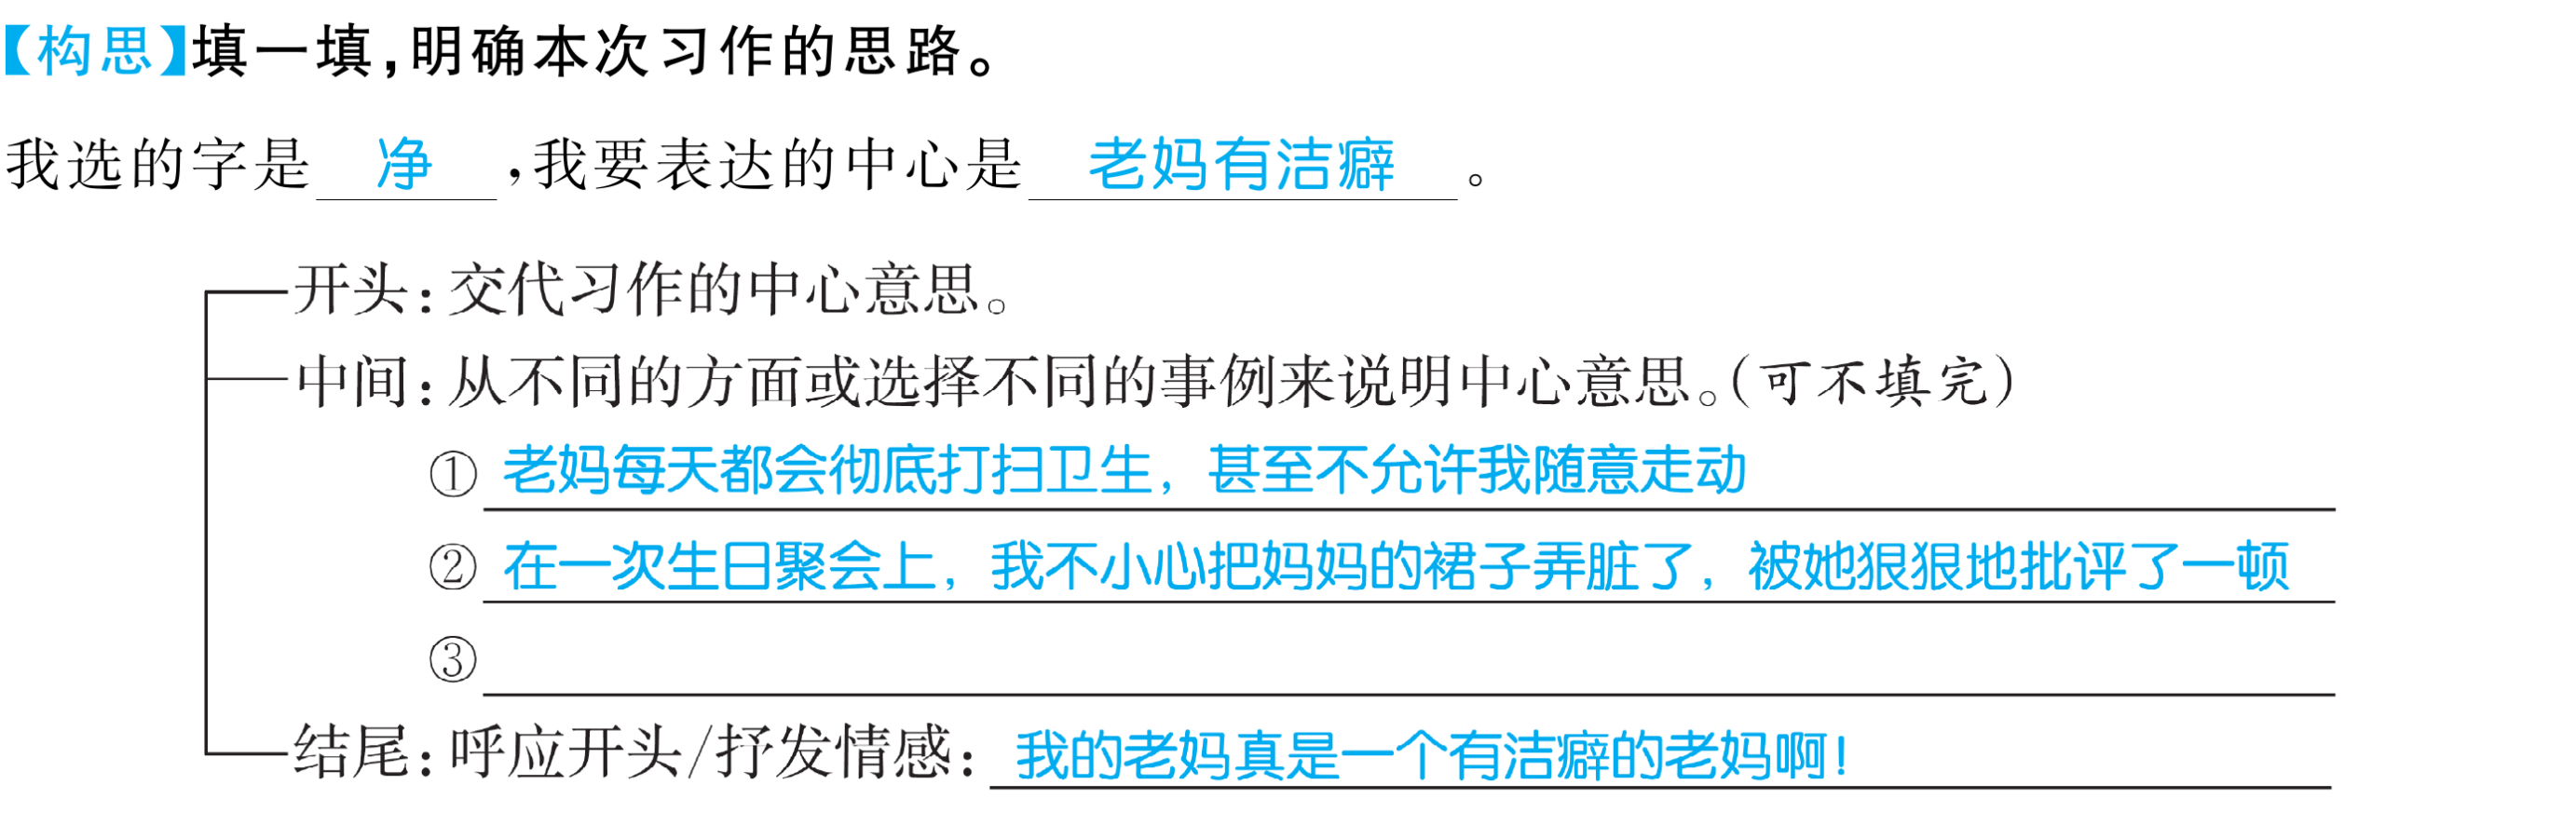 【构思】填一填,明确本次习作的思路。
我选的字是 净 ,我要表达的中心是 老妈有洁癖 。
开头:交代习作的中心意思。
中间:从不同的方面或选择不同的事例来说明中心意思。(可不填完)
① 老妈每天都会彻底打扫卫生，甚至不允许我随意走动
② 在一次生日聚会上，我不小心把妈妈的裙子弄脏了，被她狠狠地批评了一顿
③
结尾:呼应开头/抒发情感: 我的老妈真是一个有洁癖的老妈啊!